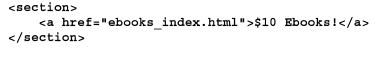 <section>
    <a href="ebooks_index.html">$10 Ebooks!</a>
</section>